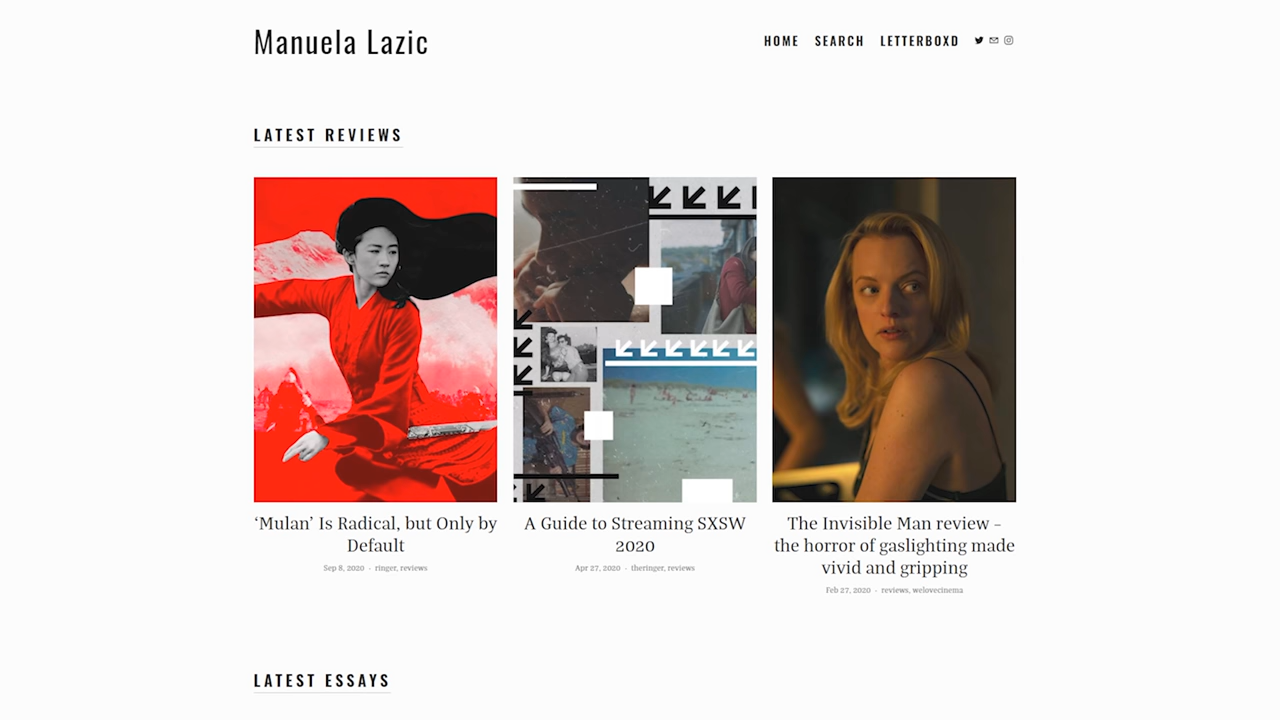 Manuela Lazic
HOME SEARCH LETTERBOXD
LATEST REVIEWS
‘Mulan’ Is Radical, but Only by
Default
Sep 8, 2020 · ringer, reviews
A Guide to Streaming SXSW
2020
Apr 27, 2020 · theringer, reviews
The Invisible Man review –
the horror of gaslighting made
vivid and gripping
Feb 27, 2020 · reviews, welovecinema
LATEST ESSAYS